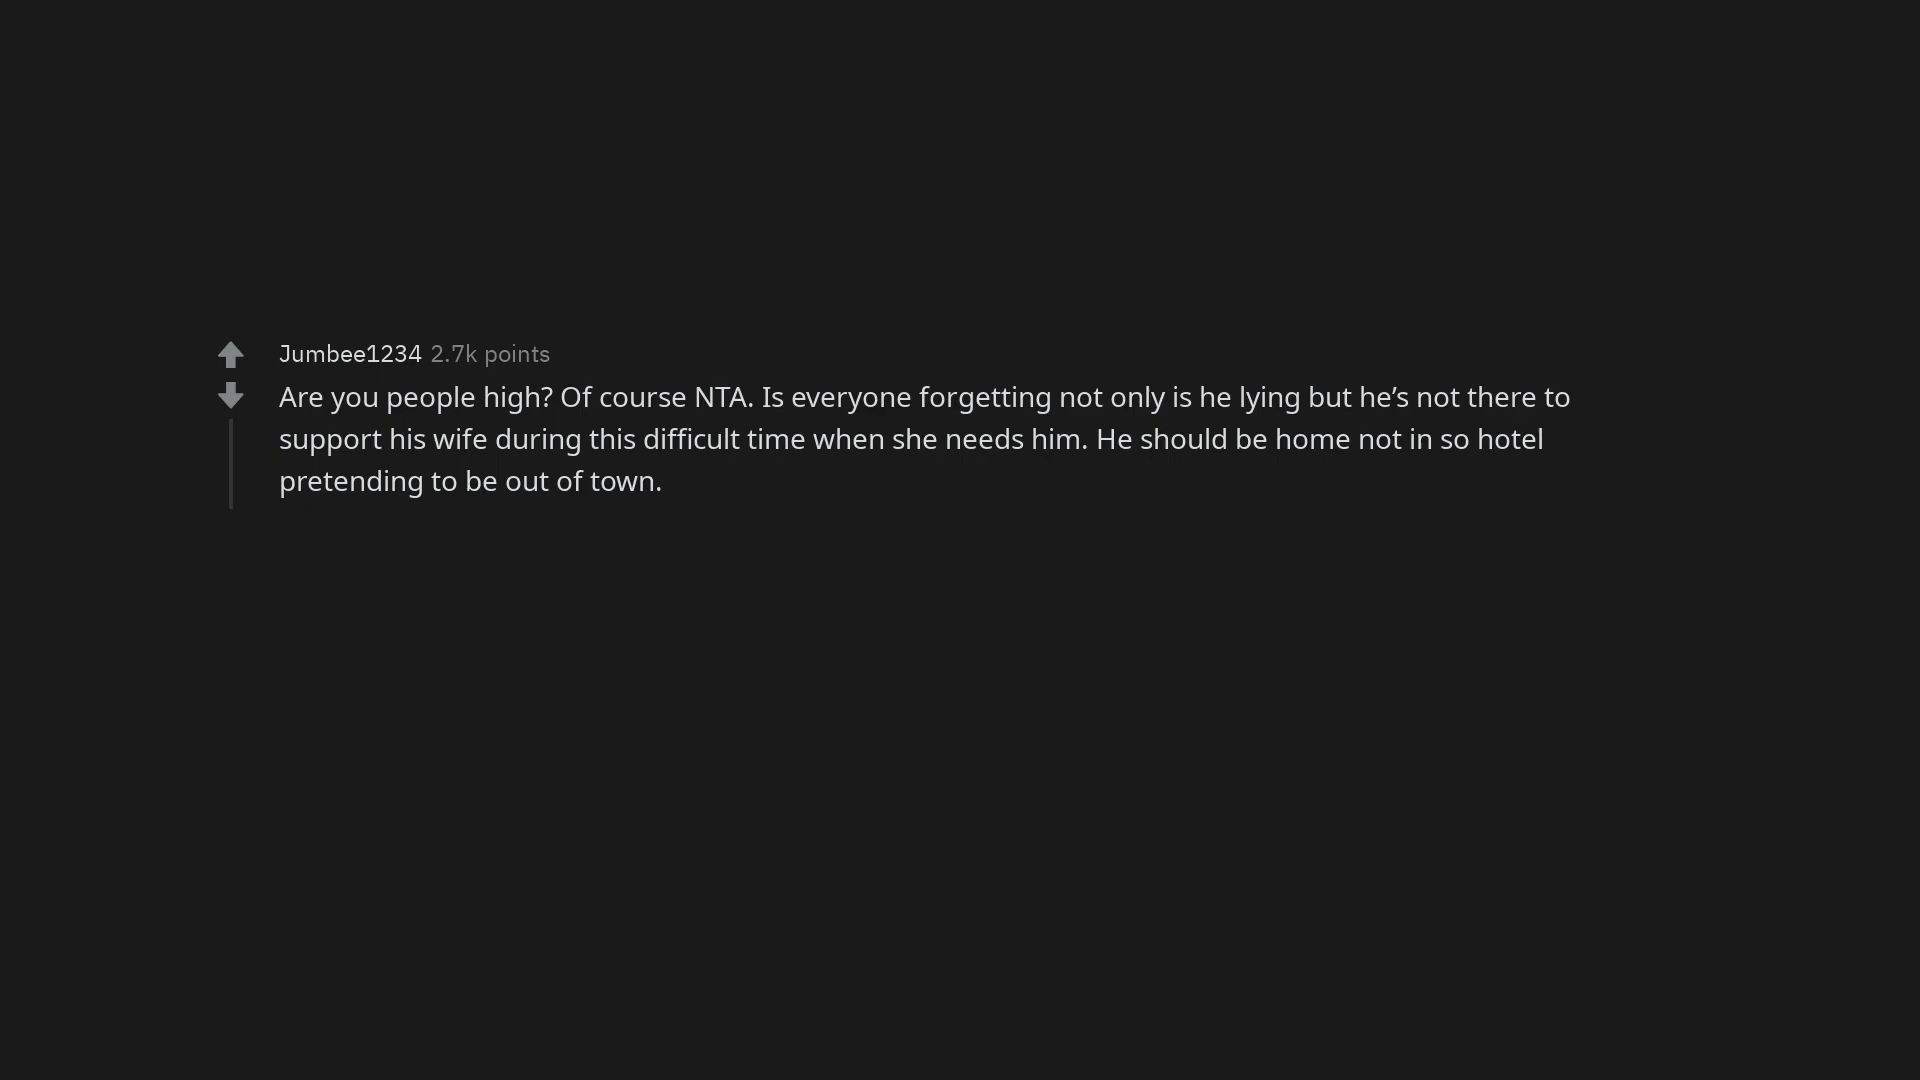 Jumbee1234 2.7k points
Are you people high? Of course NTA. Is everyone forgetting not only is he lying but he’s not there to
support his wife during this difficult time when she needs him. He should be home not in so hotel
pretending to be out of town.